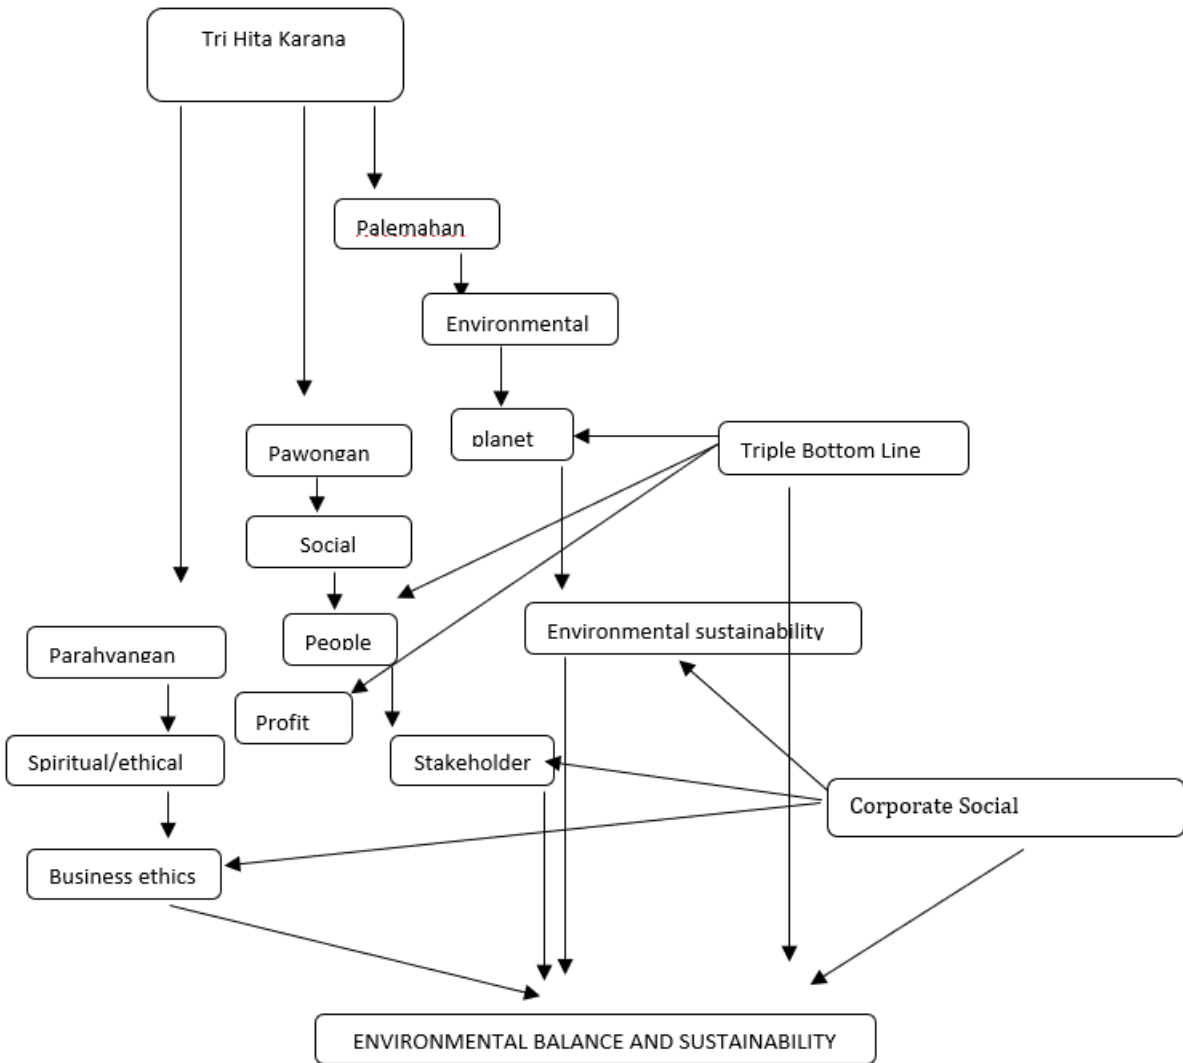 Tri Hita Karana
Palemahan
Environmental
planet
Triple Bottom Line
Pawongan
Social
People
Environmental sustainability
Parahyangan
Profit
Spiritual/ethical
Stakeholder
Corporate Social
Business ethics
ENVIRONMENTAL BALANCE AND SUSTAINABILITY